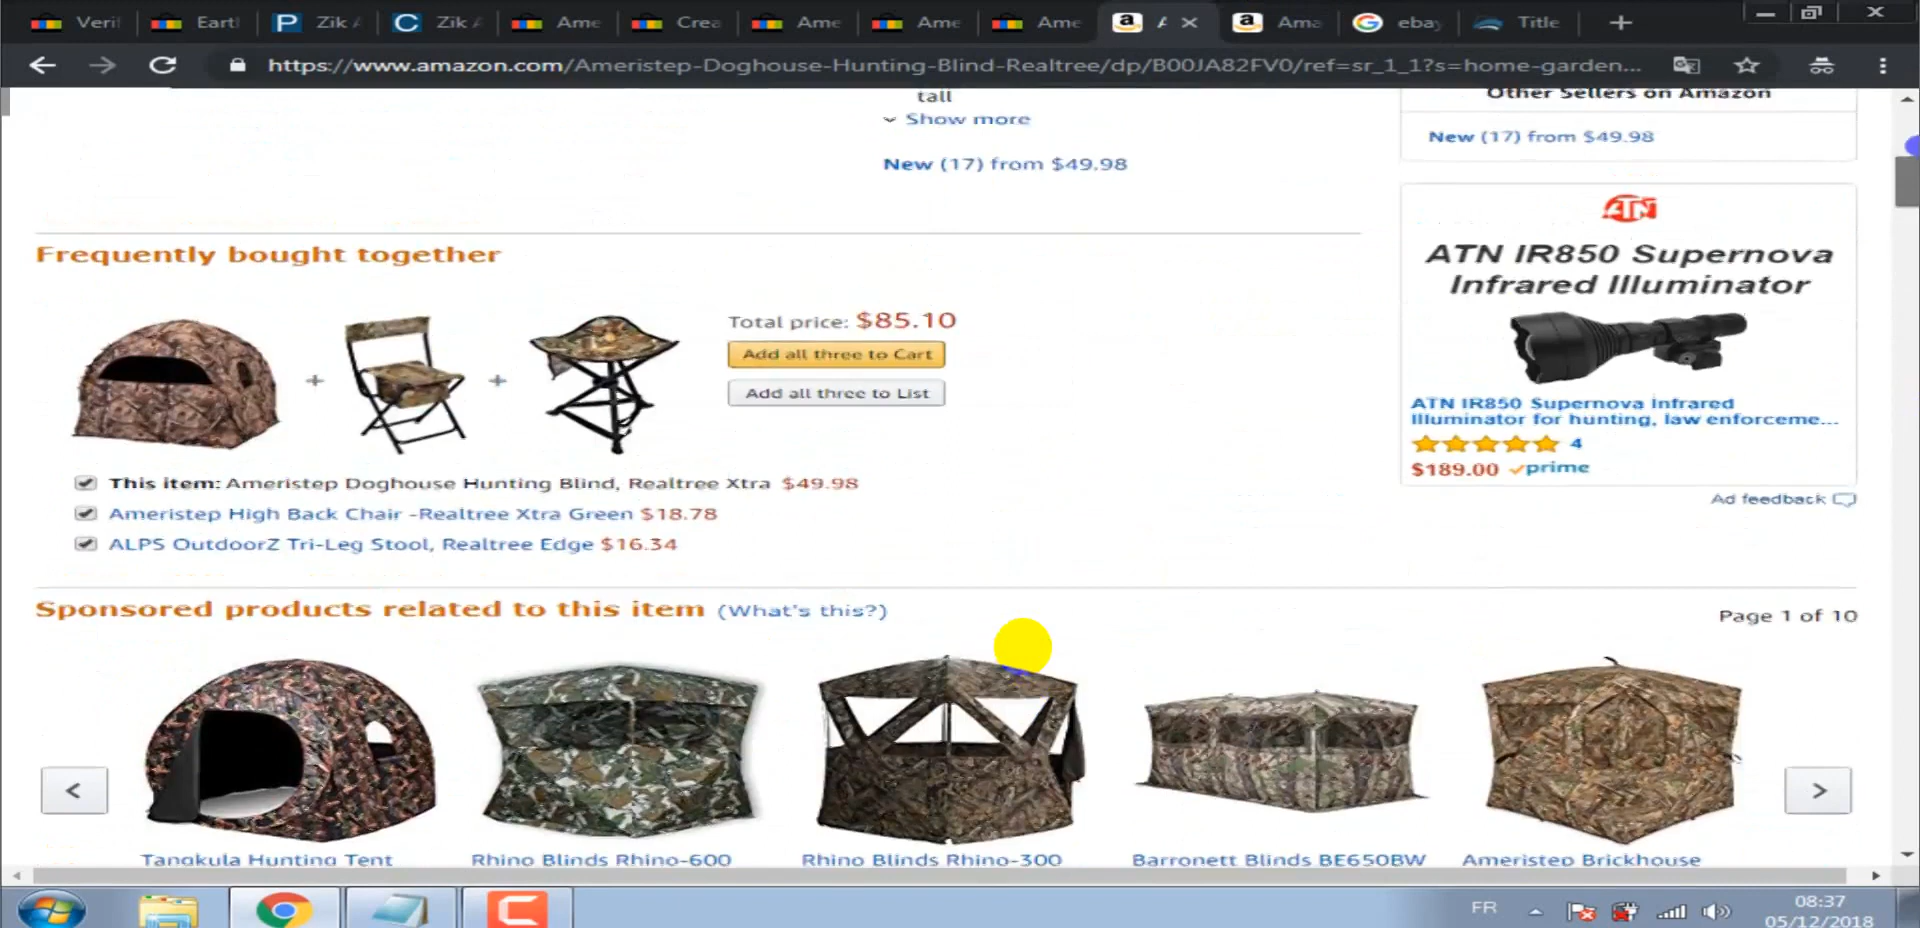 Veri
Eart
Zik
Zik
Ame
Crea
Ame
Ame
Ame
Ama
ebay
Title
https://www.amazon.com/Ameristep-Doghouse-Hunting-Blind-Realtree/dp/B00JA82FV0/ref=sr_1_1?s=home-garden...
tall
Show more
New (17) from $49.98
Other Sellers on Amazon
New (17) from $49.98
Frequently bought together
Total price: $85.10
Add all three to Cart
Add all three to List
This item: Ameristep Doghouse Hunting Blind, Realtree Xtra $49.98
Ameristep High Back Chair -Realtree Xtra Green $18.78
ALPS OutdoorZ Tri-Leg Stool, Realtree Edge $16.34
ATN
ATN IR850 Supernova
Infrared Illuminator
ATN IR850 Supernova Infrared
Illuminator for hunting, law enforceme...
4
$189.00 prime
Ad feedback
Sponsored products related to this item (What's this?)
Page 1 of 10
Tangkula Hunting Tent
Rhino Blinds Rhino-600
Rhino Blinds Rhino-300
Barronett Blinds BE650BW
Ameristep Brickhouse
FR
08:37
05/12/2018